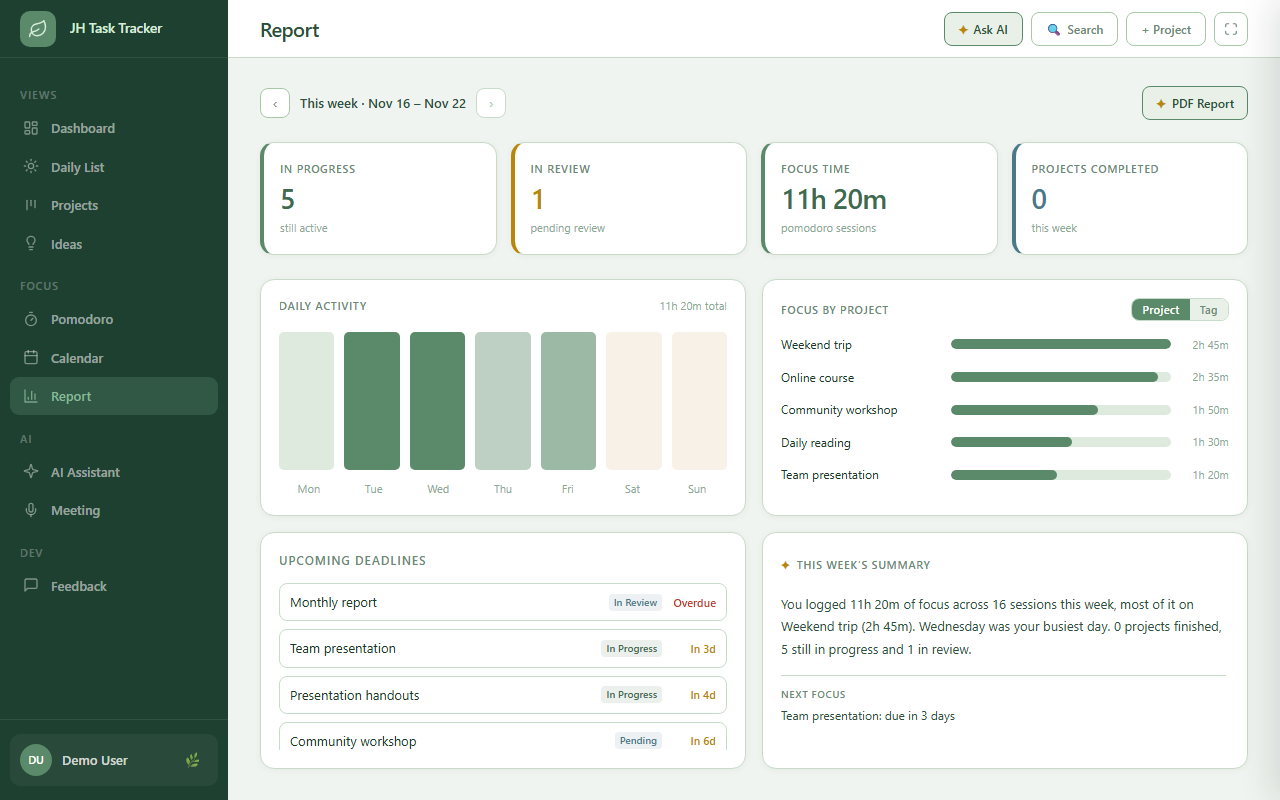 JH Task Tracker
VIEWS
Dashboard
Daily List
Projects
Ideas
FOCUS
Pomodoro
Calendar
Report
AI
AI Assistant
Meeting
DEV
Feedback
DU Demo User
Report
✦ Ask AI
🔍 Search
+ Project
‹ This week · Nov 16 – Nov 22 ›
✦ PDF Report
IN PROGRESS
5
still active
IN REVIEW
1
pending review
FOCUS TIME
11h 20m
pomodoro sessions
PROJECTS COMPLETED
0
this week
DAILY ACTIVITY 11h 20m total
Mon Tue Wed Thu Fri Sat Sun
FOCUS BY PROJECT Project Tag
Weekend trip 2h 45m
Online course 2h 35m
Community workshop 1h 50m
Daily reading 1h 30m
Team presentation 1h 20m
UPCOMING DEADLINES
Monthly report In Review Overdue
Team presentation In Progress In 3d
Presentation handouts In Progress In 4d
Community workshop Pending In 6d
✦ THIS WEEK'S SUMMARY
You logged 11h 20m of focus across 16 sessions this week, most of it on
Weekend trip (2h 45m). Wednesday was your busiest day. 0 projects finished,
5 still in progress and 1 in review.
NEXT FOCUS
Team presentation: due in 3 days